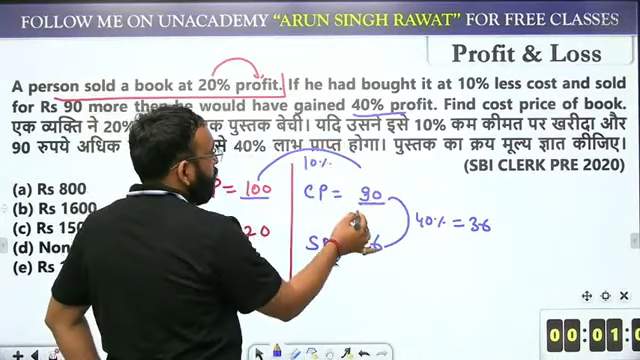 FOLLOW ME ON UNACADEMY “ARUN SINGH RAWAT” FOR FREE CLASSES
Profit & Loss
A person sold a book at 20% profit. If he had bought it at 10% less cost and sold
for Rs 90 more then he would have gained 40% profit. Find cost price of book.
एक व्यक्ति ने 20% पुस्तक बेची। यदि उसने इसे 10% कम कीमत पर खरीदा और
90 रुपये अधिक 40% लाभ प्राप्त होगा। पुस्तक का क्रय मूल्य ज्ञात कीजिए।
(SBI CLERK PRE 2020)
(a) Rs 800
(b) Rs 1600
(c) Rs
(d)
(e) Rs
P = 100
20
10%
CP = 90
SP
40% = 36
00:01: